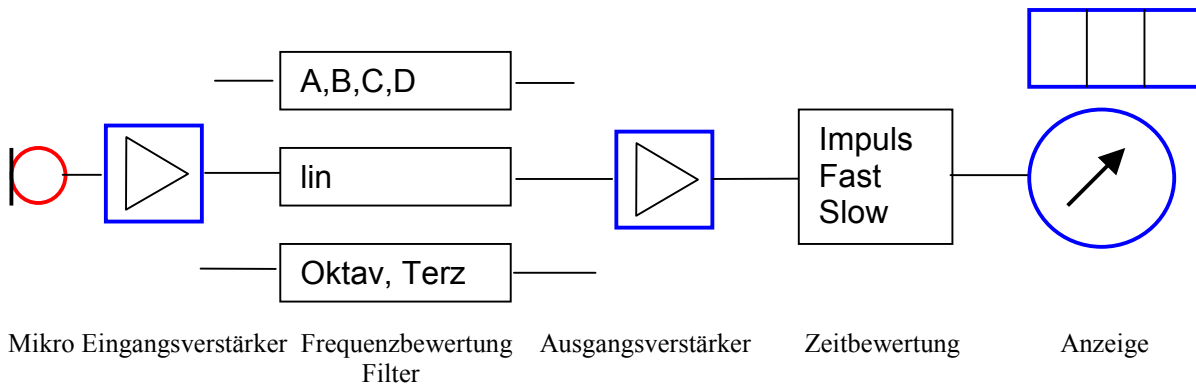 A,B,C,D
lin
Oktav, Terz
Impuls
Fast
Slow
Mikro Eingangsverstärker Frequenzbewertung Ausgangsverstärker Zeitbewertung Anzeige
Filter